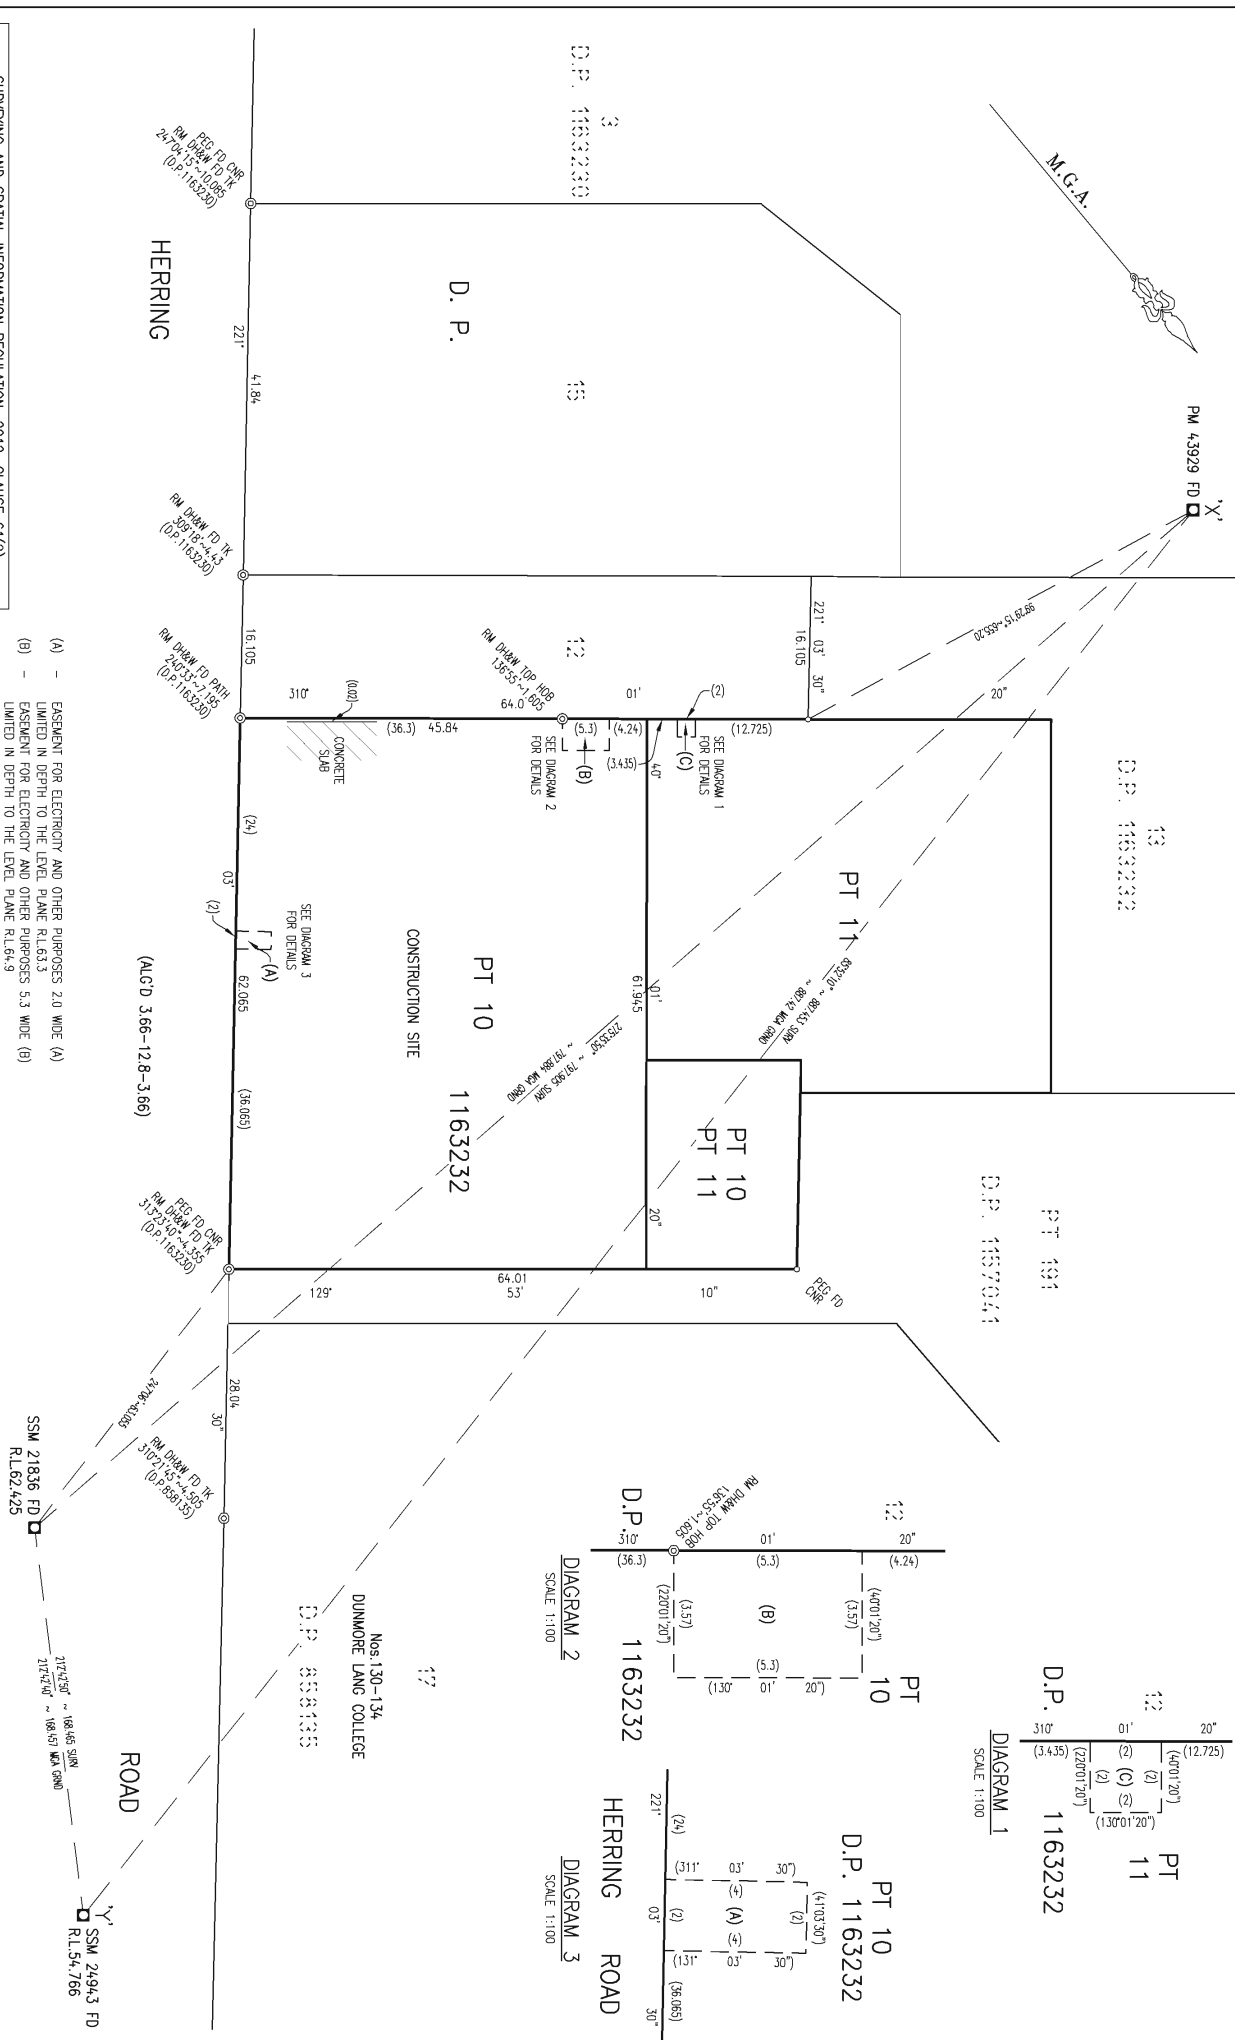 M.G.A.
PM 43929 FD
'X'
3
D.P. 1163230
15
D. P.
1163232
HERRING
ROAD
PEG FD CNR
RM DH&W FD TK
247°04'15"~10.085
(D.P.1163230)
221°
41.84
RM DH&W FD TK
309°18'~4.43
(D.P.1163230)
16.105
RM DH&W FD PATH
240°33'~7.195
(D.P.1163230)
12
RM DH&W TOP HOB
136°55'~1.605
221° 03' 30"
16.105
99°29'15"~655.20
310°
64.0
01'
20"
(0.02)
CONCRETE
SLAB
(36.3) 45.84
(5.3)
(4.24)
(3.435)
(2)
(12.725)
(B)
(C)
SEE DIAGRAM 2
FOR DETAILS
SEE DIAGRAM 1
FOR DETAILS
40°
01'
20"
61.945
13
D.P. 1163232
PT 11
85°52'10" ~ 887.453 SURV
~ 887.42 MGA GRND
275°35'50" ~ 797.905 SURV
~ 797.884 MGA GRND
PT 10
CONSTRUCTION SITE
PT 10
PT 11
(24)
03'
(2)
(A)
SEE DIAGRAM 3
FOR DETAILS
62.065
(36.065)
(ALG'D 3.66-12.8-3.66)
PEG FD CNR
RM DH&W FD TK
313°23'40"~4.355
(D.P.1163230)
129°
64.01
53'
10"
PEG FD
CNR
PT 191
D.P. 1157041
28.04
30"
247°06'~63.055
RM DH&W FD TK
310°21'45"~4.505
(D.P.858135)
SSM 21836 FD
R.L.62.425
212°42'50" ~ 168.465 SURV
212°42'40" ~ 168.457 MGA GRND
'Y'
SSM 24943 FD
R.L.54.766
17
Nos.130-134
DUNMORE LANG COLLEGE
D.P. 858135
(A) - EASEMENT FOR ELECTRICITY AND OTHER PURPOSES 2.0 WIDE (A)
LIMITED IN DEPTH TO THE LEVEL PLANE R.L.63.3
(B) - EASEMENT FOR ELECTRICITY AND OTHER PURPOSES 5.3 WIDE (B)
LIMITED IN DEPTH TO THE LEVEL PLANE R.L.64.9
12
310° 01' 20"
(3.435) (2) (12.725)
(220°01'20") (40°01'20")
(2) (C) (2)
(2)
(130°01'20")
PT
11
D.P. 1163232
DIAGRAM 1
SCALE 1:100
12
RM DH&W TOP HOB
136°55'~1.605
310° 01' 20"
(36.3) (5.3) (4.24)
(220°01'20") (40°01'20")
(3.57) (B) (3.57)
(5.3)
(130° 01' 20")
PT
10
D.P. 1163232
DIAGRAM 2
SCALE 1:100
PT 10
D.P. 1163232
(41°03'30")
(2)
(311° 03' 30")
(4)
(A)
(4)
(131° 03' 30")
(24) (2) (36.065)
221° 03' 30"
HERRING ROAD
DIAGRAM 3
SCALE 1:100